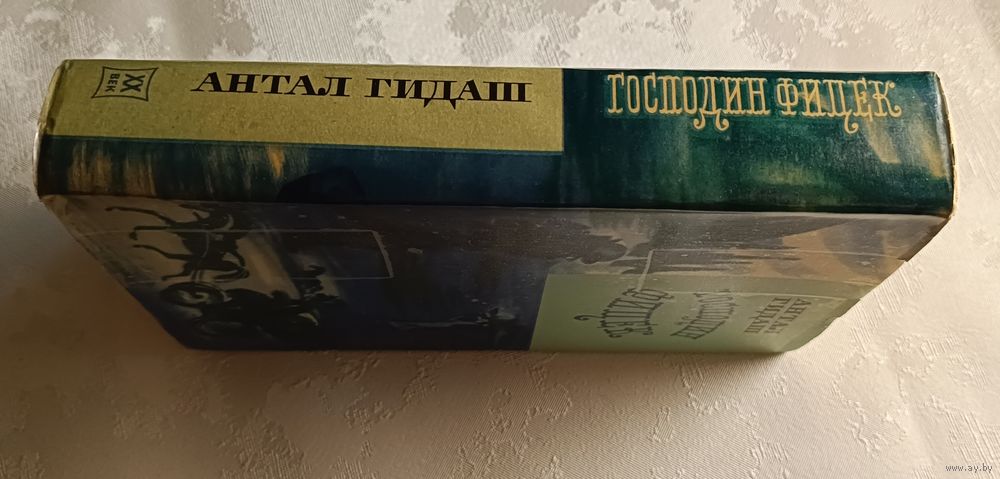 XX
ВЕК
АНТАЛ ГИДАШ
ГОСПОДИН ФИЦЕК
АНТАЛ
ГИДАШ
ГОСПОДИН
ФИЦЕК
www.ay.by